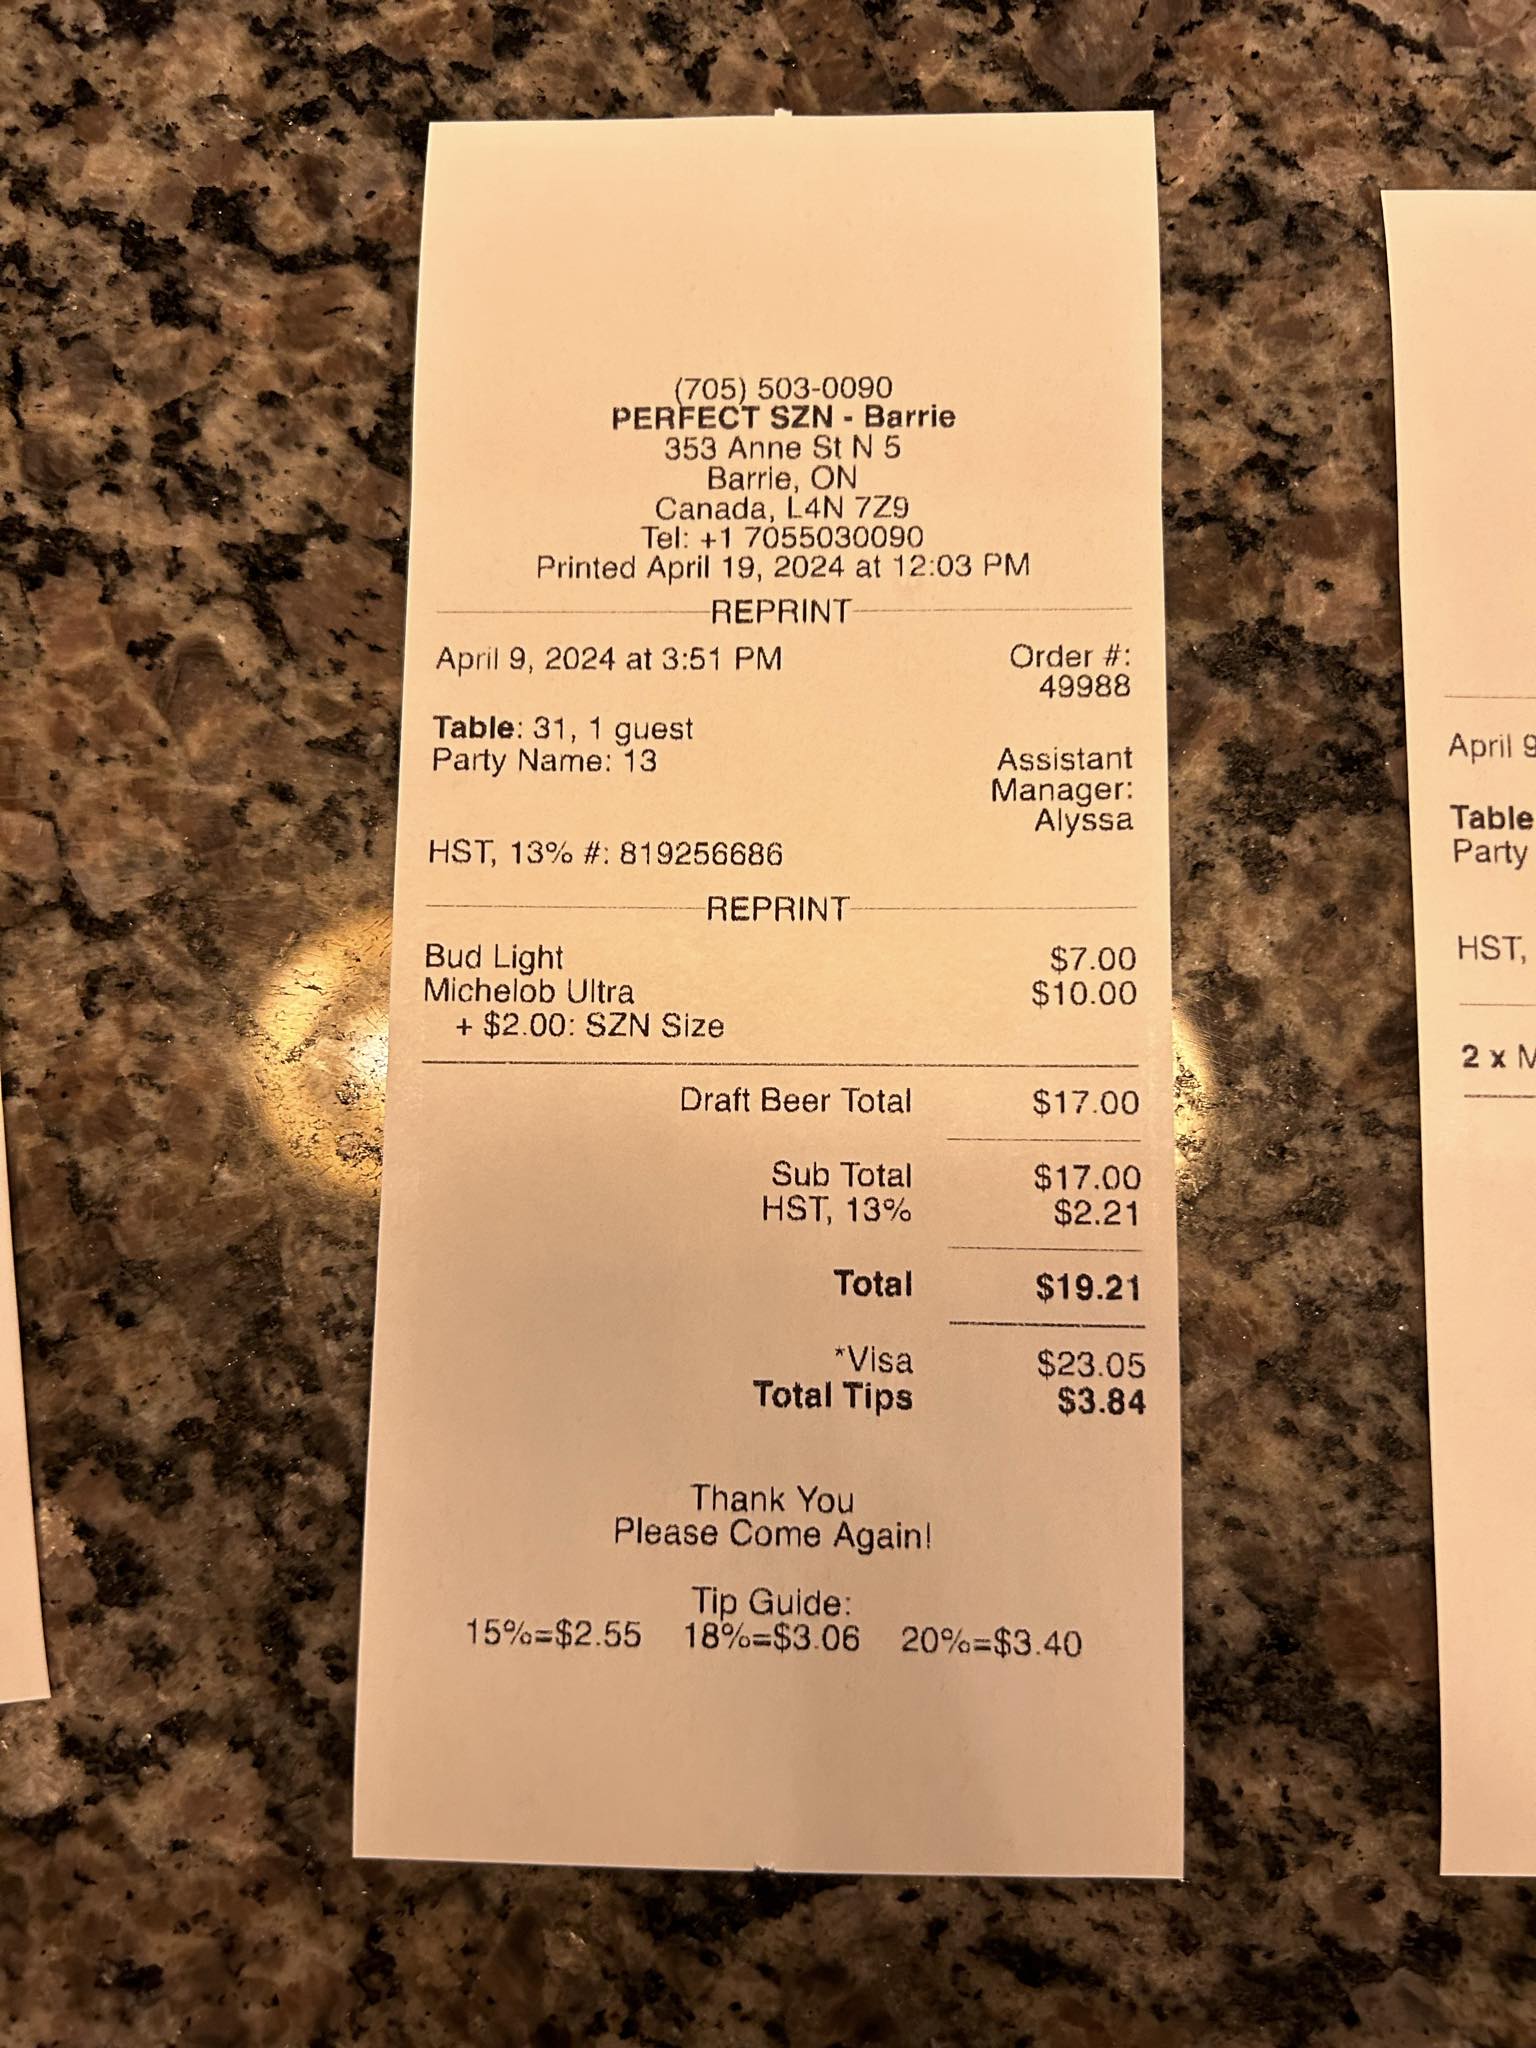 (705) 503-0090
PERFECT SZN - Barrie
353 Anne St N 5
Barrie, ON
Canada, L4N 7Z9
Tel: +1 7055030090
Printed April 19, 2024 at 12:03 PM
REPRINT
April 9, 2024 at 3:51 PM Order #:
49988
Table: 31, 1 guest
Party Name: 13 Assistant
Manager:
Alyssa
HST, 13% #: 819256686
REPRINT
Bud Light $7.00
Michelob Ultra $10.00
+ $2.00: SZN Size
Draft Beer Total $17.00
Sub Total $17.00
HST, 13% $2.21
Total $19.21
*Visa $23.05
Total Tips $3.84
Thank You
Please Come Again!
Tip Guide:
15%=$2.55 18%=$3.06 20%=$3.40
April 9
Table
Party
HST,
2 x M